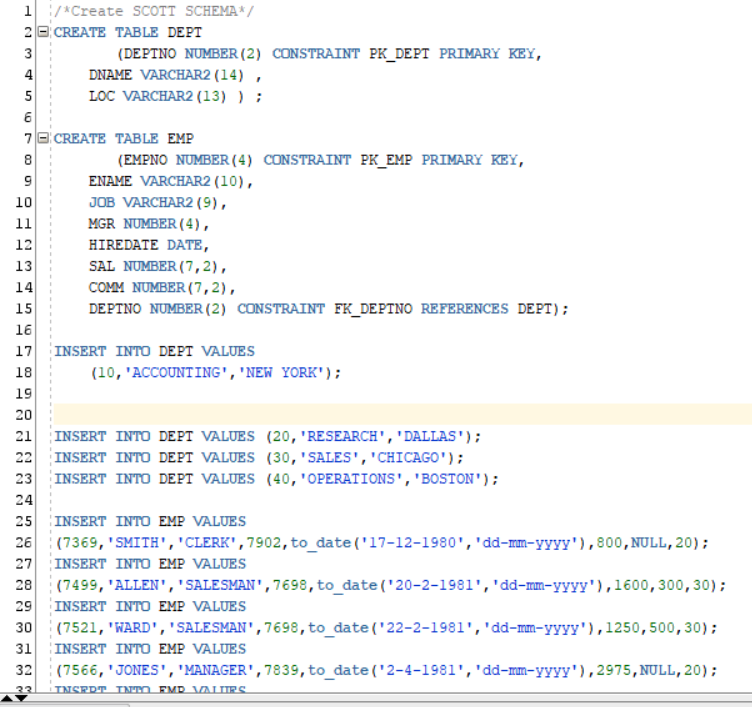 1 /*Create SCOTT SCHEMA*/
2 CREATE TABLE DEPT
3 (DEPTNO NUMBER(2) CONSTRAINT PK_DEPT PRIMARY KEY,
4 DNAME VARCHAR2(14) ,
5 LOC VARCHAR2(13) ) ;
6
7 CREATE TABLE EMP
8 (EMPNO NUMBER(4) CONSTRAINT PK_EMP PRIMARY KEY,
9 ENAME VARCHAR2(10),
10 JOB VARCHAR2(9),
11 MGR NUMBER(4),
12 HIREDATE DATE,
13 SAL NUMBER(7,2),
14 COMM NUMBER(7,2),
15 DEPTNO NUMBER(2) CONSTRAINT FK_DEPTNO REFERENCES DEPT);
16
17 INSERT INTO DEPT VALUES
18 (10,'ACCOUNTING','NEW YORK');
19
20
21 INSERT INTO DEPT VALUES (20,'RESEARCH','DALLAS');
22 INSERT INTO DEPT VALUES (30,'SALES','CHICAGO');
23 INSERT INTO DEPT VALUES (40,'OPERATIONS','BOSTON');
24
25 INSERT INTO EMP VALUES
26 (7369,'SMITH','CLERK',7902,to_date('17-12-1980','dd-mm-yyyy'),800,NULL,20);
27 INSERT INTO EMP VALUES
28 (7499,'ALLEN','SALESMAN',7698,to_date('20-2-1981','dd-mm-yyyy'),1600,300,30);
29 INSERT INTO EMP VALUES
30 (7521,'WARD','SALESMAN',7698,to_date('22-2-1981','dd-mm-yyyy'),1250,500,30);
31 INSERT INTO EMP VALUES
32 (7566,'JONES','MANAGER',7839,to_date('2-4-1981','dd-mm-yyyy'),2975,NULL,20);
33 INSERT INTO EMP VALUES